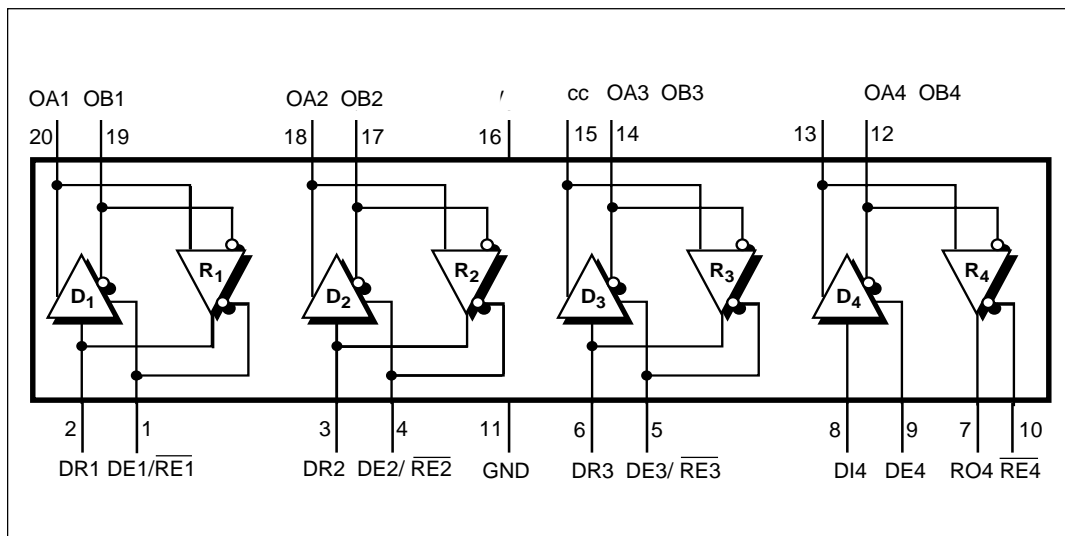 OA1 OB1 OA2 OB2 cc OA3 OB3 OA4 OB4
20 19 18 17 16 15 14 13 12
D1 R1 D2 R2 D3 R3 D4 R4
2 1 3 4 11 6 5 8 9 7 10
DR1 DE1/RE1 DR2 DE2/ RE2 GND DR3 DE3/ RE3 DI4 DE4 RO4 RE4